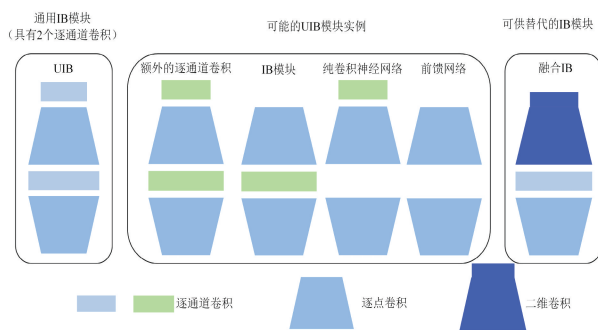 通用IB模块
（具有2个逐通道卷积）
可能的UIB模块实例
可供替代的IB模块
UIB
额外的逐通道卷积
IB模块
纯卷积神经网络
前馈网络
融合IB
逐通道卷积
逐点卷积
二维卷积